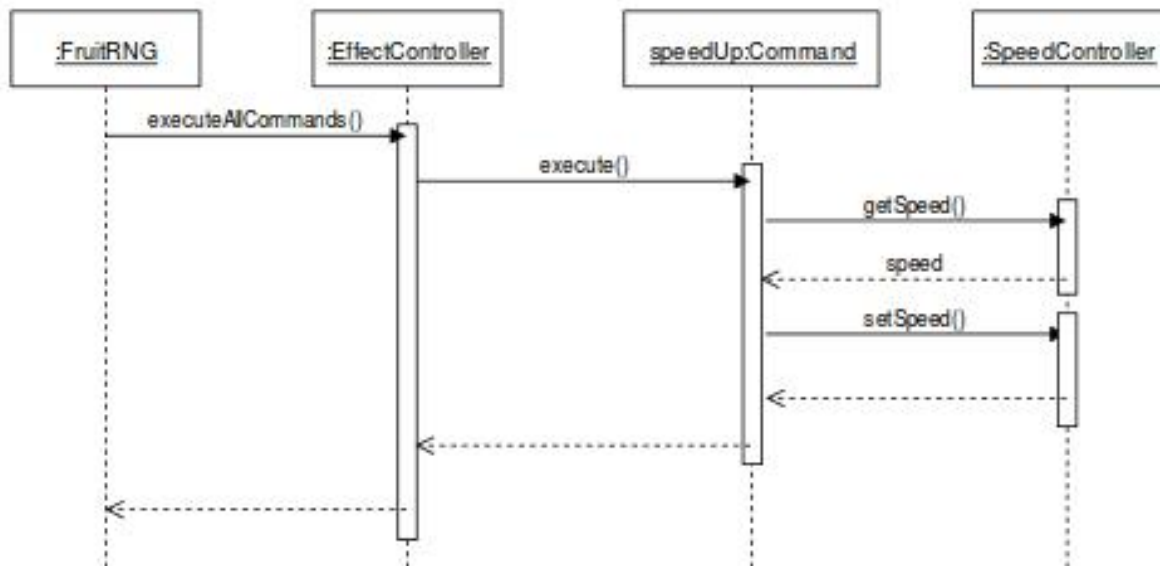 :FruitRNG
:EffectController
speedUp:Command
:SpeedController
executeAllCommands()
execute()
getSpeed()
speed
setSpeed()